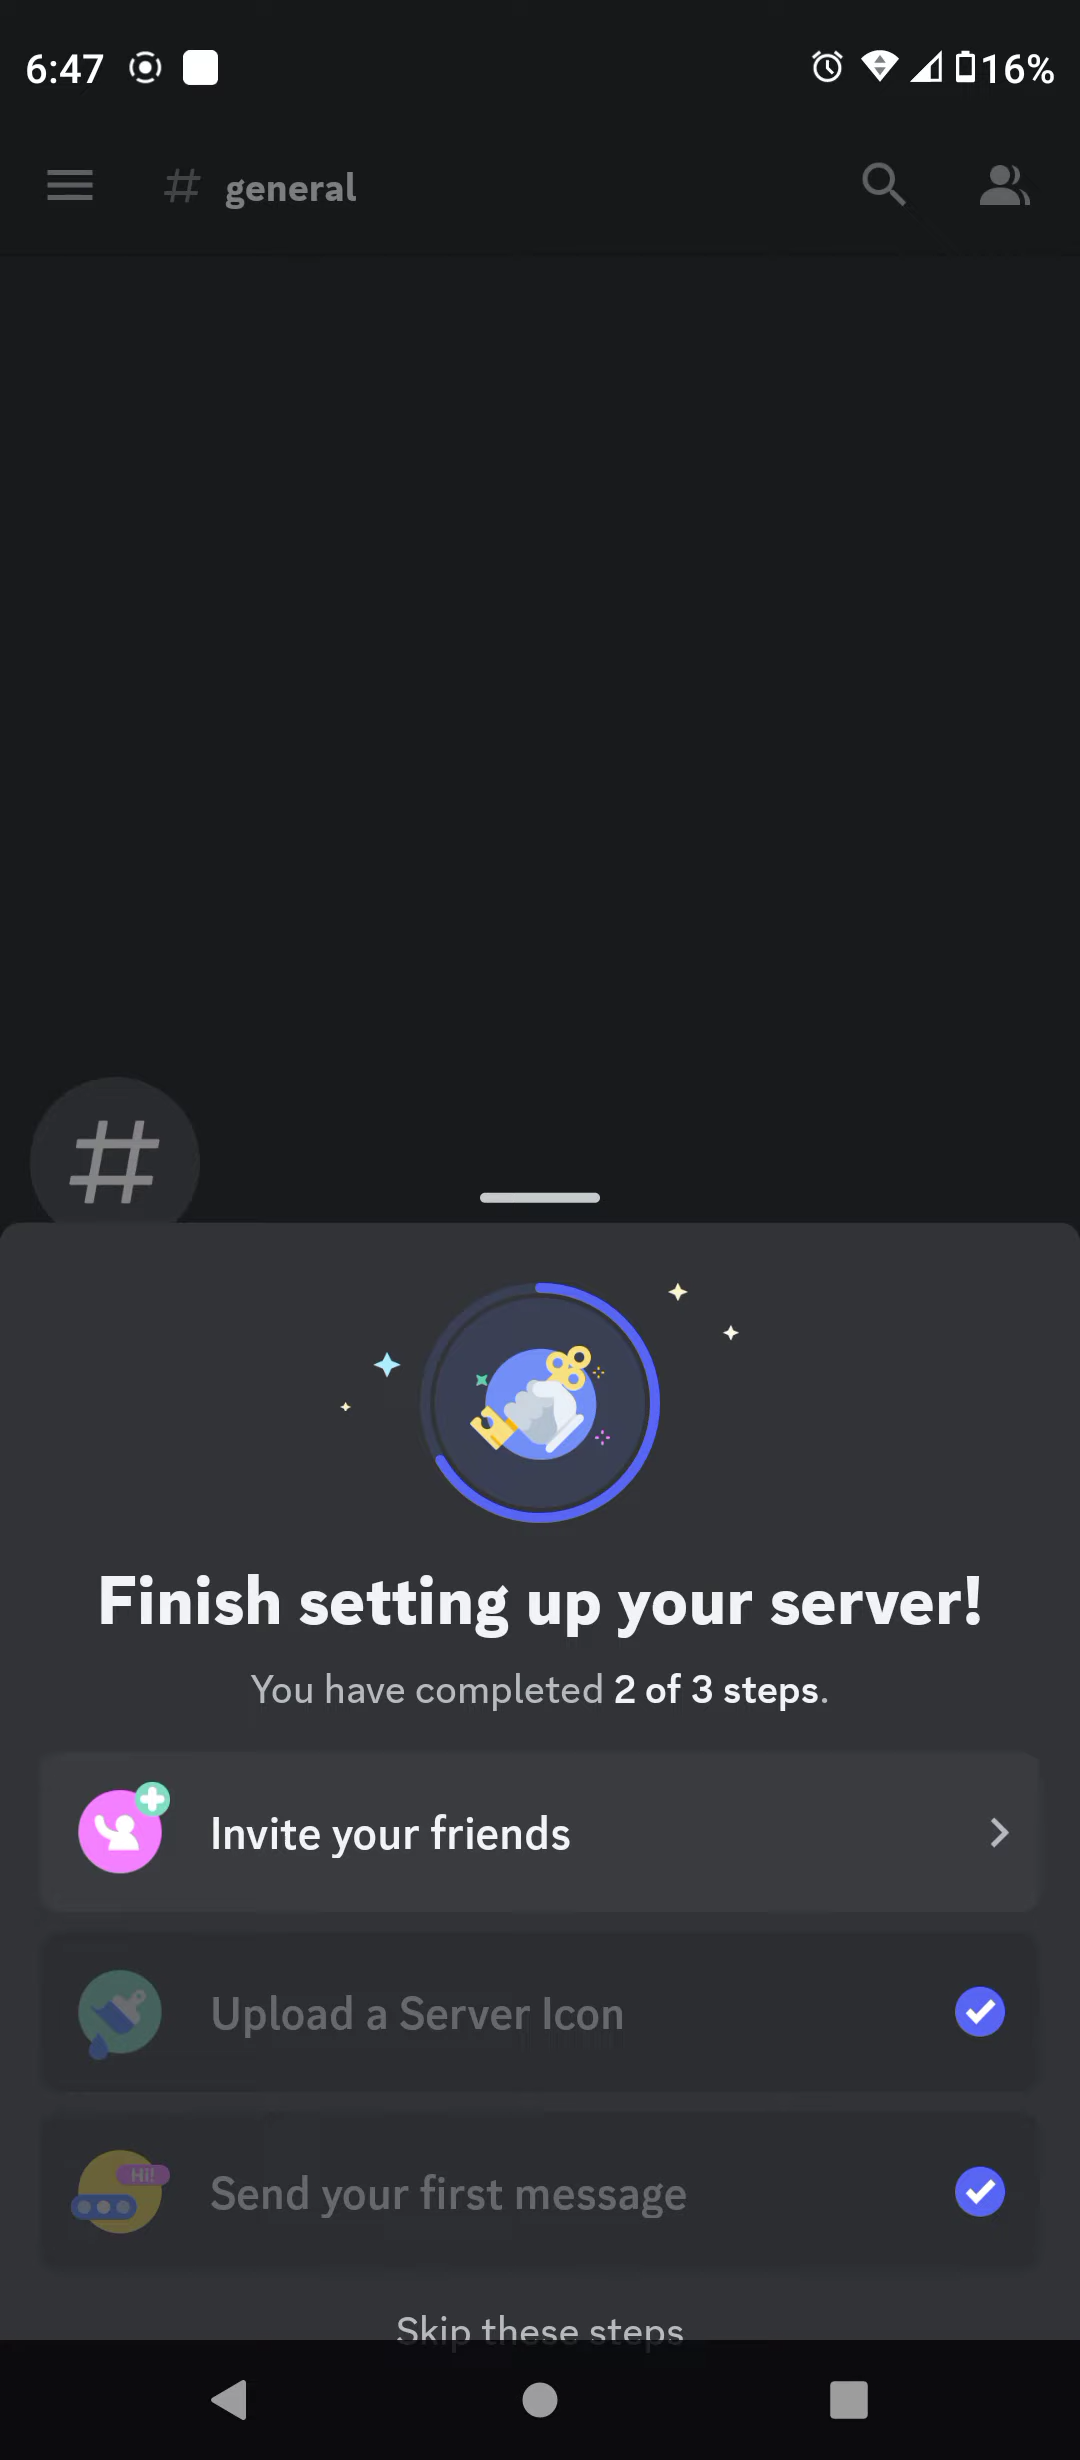 6:47
16%
# general
#
Finish setting up your server!
You have completed 2 of 3 steps.
Invite your friends
Upload a Server Icon
Hi!
Send your first message
Skip these steps